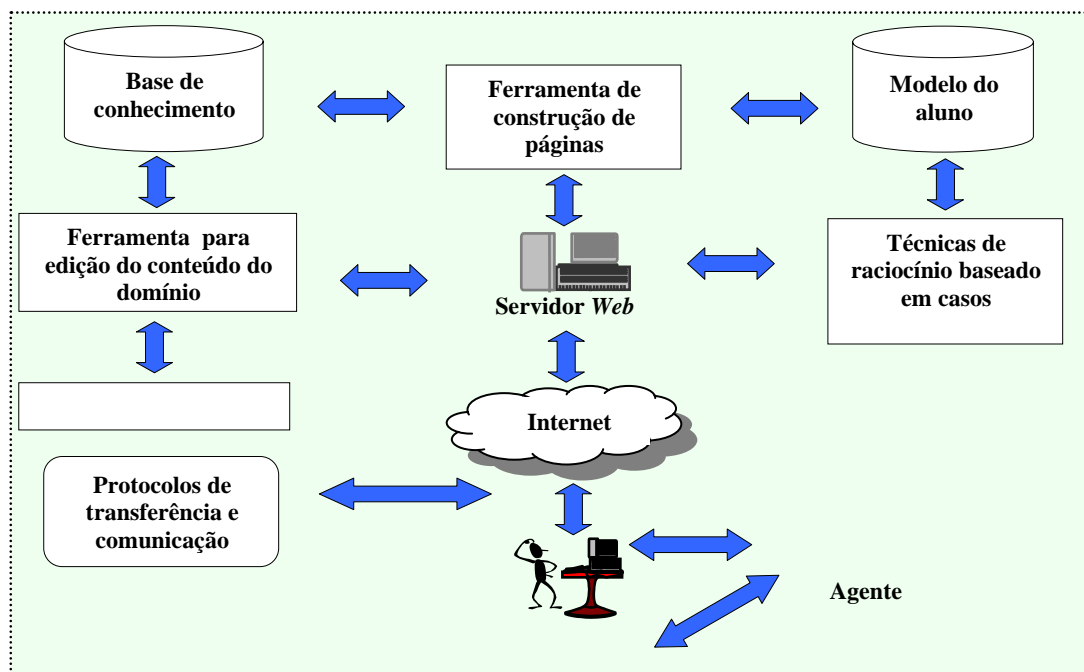 Base de
conhecimento
Ferramenta de
construção de
páginas
Modelo do
aluno
Ferramenta para
edição do conteúdo do
domínio
Servidor Web
Técnicas de
raciocínio baseado
em casos
Internet
Protocolos de
transferência e
comunicação
Agente